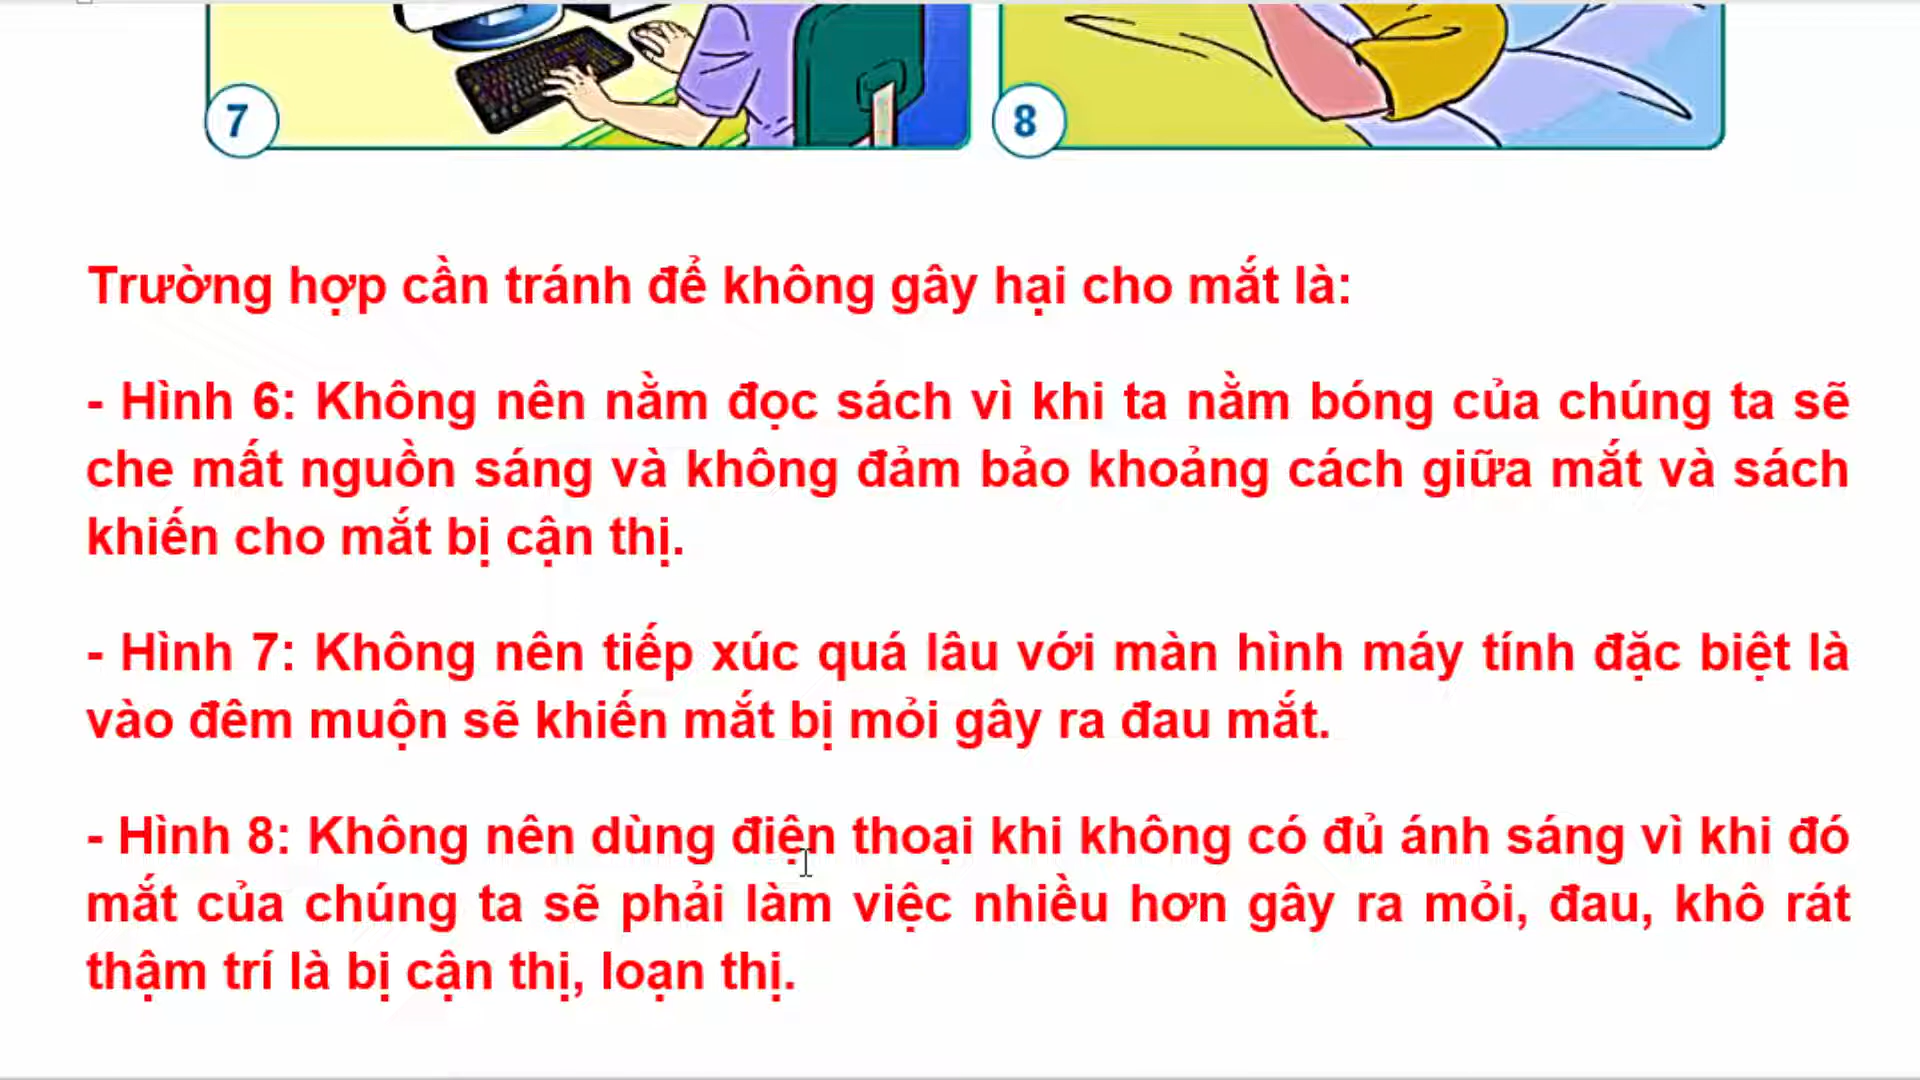 7
8
Trường hợp cần tránh để không gây hại cho mắt là:
- Hình 6: Không nên nằm đọc sách vì khi ta nằm bóng của chúng ta sẽ
che mất nguồn sáng và không đảm bảo khoảng cách giữa mắt và sách
khiến cho mắt bị cận thị.
- Hình 7: Không nên tiếp xúc quá lâu với màn hình máy tính đặc biệt là
vào đêm muộn sẽ khiến mắt bị mỏi gây ra đau mắt.
- Hình 8: Không nên dùng điện thoại khi không có đủ ánh sáng vì khi đó
mắt của chúng ta sẽ phải làm việc nhiều hơn gây ra mỏi, đau, khô rát
thậm trí là bị cận thị, loạn thị.